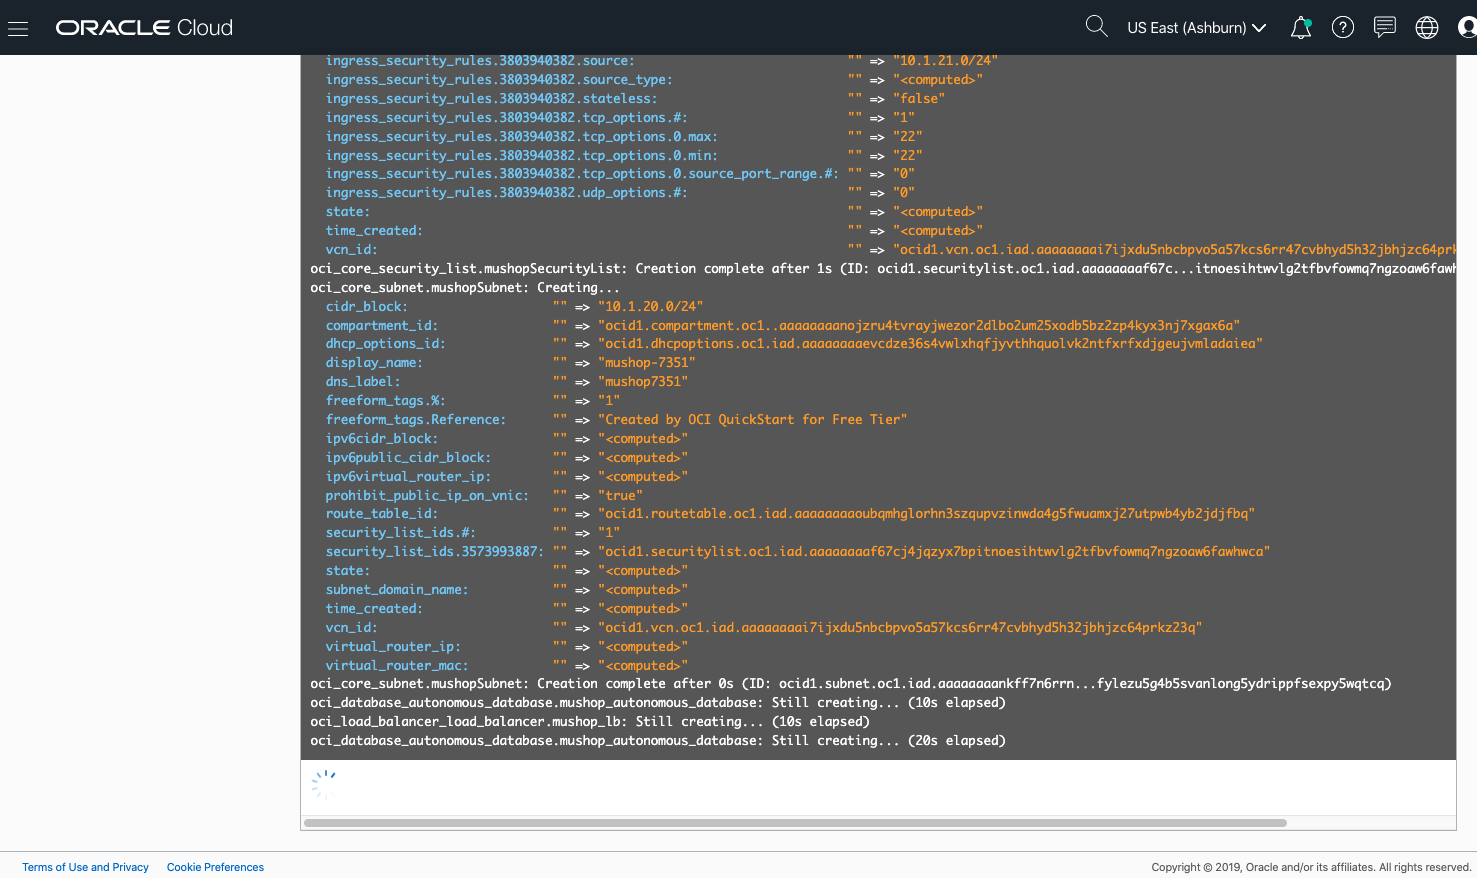 ORACLE Cloud
US East (Ashburn)
ingress_security_rules.3803940382.source: "" => "10.1.21.0/24"
ingress_security_rules.3803940382.source_type: "" => "<computed>"
ingress_security_rules.3803940382.stateless: "" => "false"
ingress_security_rules.3803940382.tcp_options.#: "" => "1"
ingress_security_rules.3803940382.tcp_options.0.max: "" => "22"
ingress_security_rules.3803940382.tcp_options.0.min: "" => "22"
ingress_security_rules.3803940382.tcp_options.0.source_port_range.#: "" => "0"
ingress_security_rules.3803940382.udp_options.#: "" => "0"
state: "" => "<computed>"
time_created: "" => "<computed>"
vcn_id: "" => "ocid1.vcn.oc1.iad.aaaaaaaai7ijxdu5nbcbpvo5a57kcs6rr47cvbhyd5h32jbhjzc64prk
oci_core_security_list.mushopSecurityList: Creation complete after 1s (ID: ocid1.securitylist.oc1.iad.aaaaaaaaf67c...itnoesihtwvlg2tfbvfowmq7ngzoaw6fawh
oci_core_subnet.mushopSubnet: Creating...
cidr_block: "" => "10.1.20.0/24"
compartment_id: "" => "ocid1.compartment.oc1..aaaaaaaanojzru4tvrayjwezor2dlbo2um25xodb5bz2zp4kyx3nj7xgax6a"
dhcp_options_id: "" => "ocid1.dhcpoptions.oc1.iad.aaaaaaaaevcdze36s4vwlxhqfjyvthhquolvk2ntfxrfxdjgeujvmladaiea"
display_name: "" => "mushop-7351"
dns_label: "" => "mushop7351"
freeform_tags.%: "" => "1"
freeform_tags.Reference: "" => "Created by OCI QuickStart for Free Tier"
ipv6cidr_block: "" => "<computed>"
ipv6public_cidr_block: "" => "<computed>"
ipv6virtual_router_ip: "" => "<computed>"
prohibit_public_ip_on_vnic: "" => "true"
route_table_id: "" => "ocid1.routetable.oc1.iad.aaaaaaaaoubqmhglorhn3szqupvzinwda4g5fwuamxj27utpwb4yb2jdjfbq"
security_list_ids.#: "" => "1"
security_list_ids.3573993887: "" => "ocid1.securitylist.oc1.iad.aaaaaaaaf67cj4jqzyx7bpitnoesihtwvlg2tfbvfowmq7ngzoaw6fawhwca"
state: "" => "<computed>"
subnet_domain_name: "" => "<computed>"
time_created: "" => "<computed>"
vcn_id: "" => "ocid1.vcn.oc1.iad.aaaaaaaai7ijxdu5nbcbpvo5a57kcs6rr47cvbhyd5h32jbhjzc64prkz23q"
virtual_router_ip: "" => "<computed>"
virtual_router_mac: "" => "<computed>"
oci_core_subnet.mushopSubnet: Creation complete after 0s (ID: ocid1.subnet.oc1.iad.aaaaaaaankff7n6rrn...fylezu5g4b5svanlong5ydrippfsexpy5wqtcq)
oci_database_autonomous_database.mushop_autonomous_database: Still creating... (10s elapsed)
oci_load_balancer_load_balancer.mushop_lb: Still creating... (10s elapsed)
oci_database_autonomous_database.mushop_autonomous_database: Still creating... (20s elapsed)
Terms of Use and Privacy Cookie Preferences
Copyright © 2019, Oracle and/or its affiliates. All rights reserved.